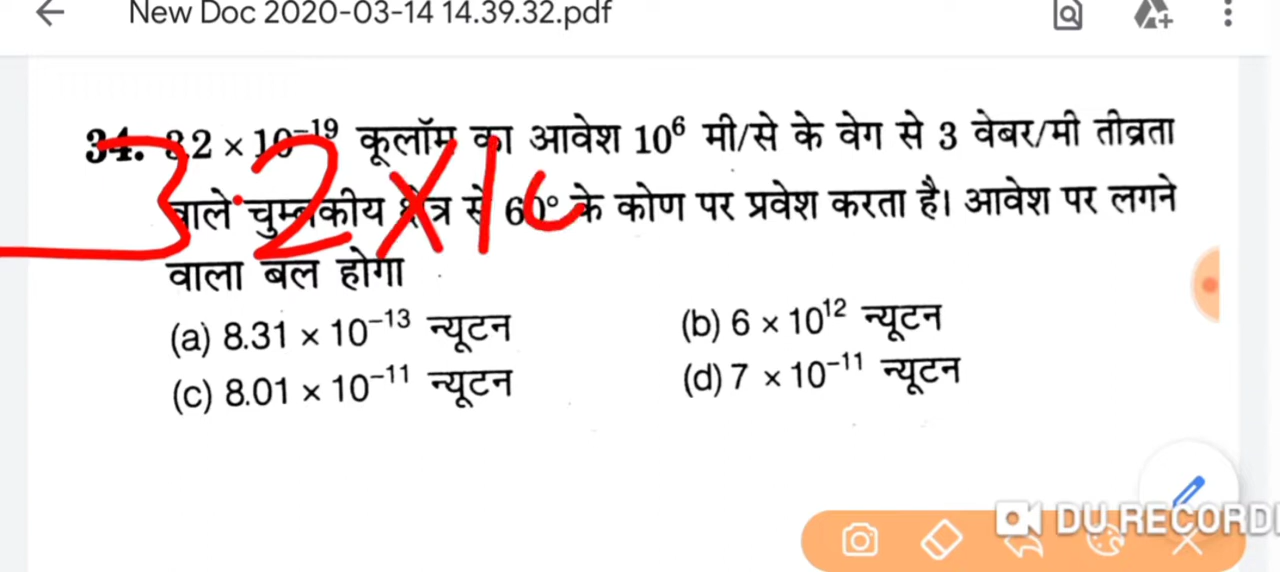 New Doc 2020-03-14 14.39.32.pdf
34. 3.2 × 10⁻¹⁹ कूलॉम का आवेश 10⁶ मी/से के वेग से 3 वेबर/मी तीव्रता
वाले चुम्बकीय क्षेत्र से 60° के कोण पर प्रवेश करता है। आवेश पर लगने
वाला बल होगा
3.2×10
(a) 8.31 × 10⁻¹³ न्यूटन (b) 6 × 10¹² न्यूटन
(c) 8.01 × 10⁻¹¹ न्यूटन (d) 7 × 10⁻¹¹ न्यूटन
DU RECORD